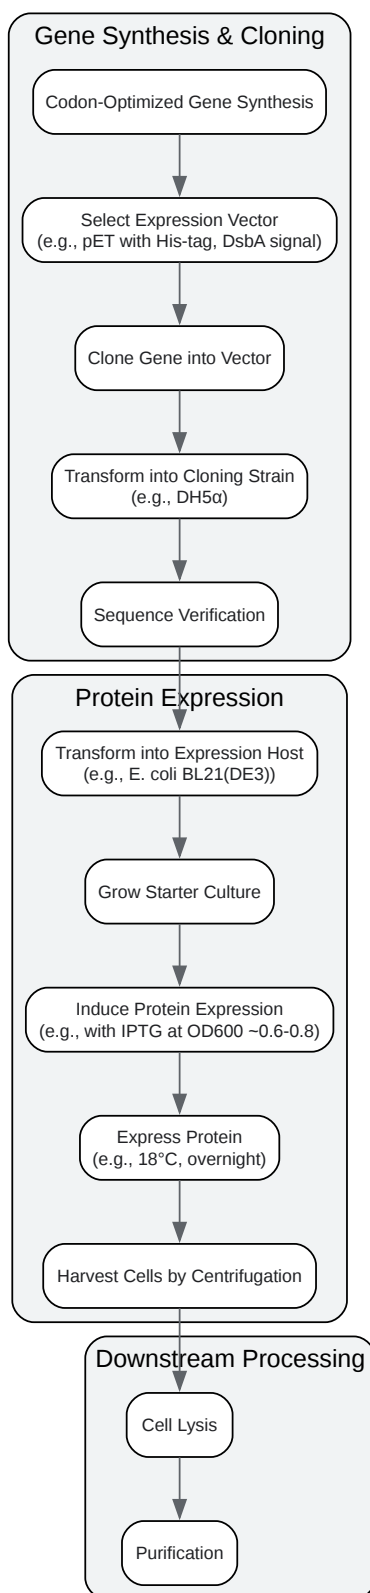 Gene Synthesis & Cloning
Codon-Optimized Gene Synthesis
Select Expression Vector
(e.g., pET with His-tag, DsbA signal)
Clone Gene into Vector
Transform into Cloning Strain
(e.g., DH5α)
Sequence Verification
Protein Expression
Transform into Expression Host
(e.g., E. coli BL21(DE3))
Grow Starter Culture
Induce Protein Expression
(e.g., with IPTG at OD600 ~0.6-0.8)
Express Protein
(e.g., 18°C, overnight)
Harvest Cells by Centrifugation
Downstream Processing
Cell Lysis
Purification